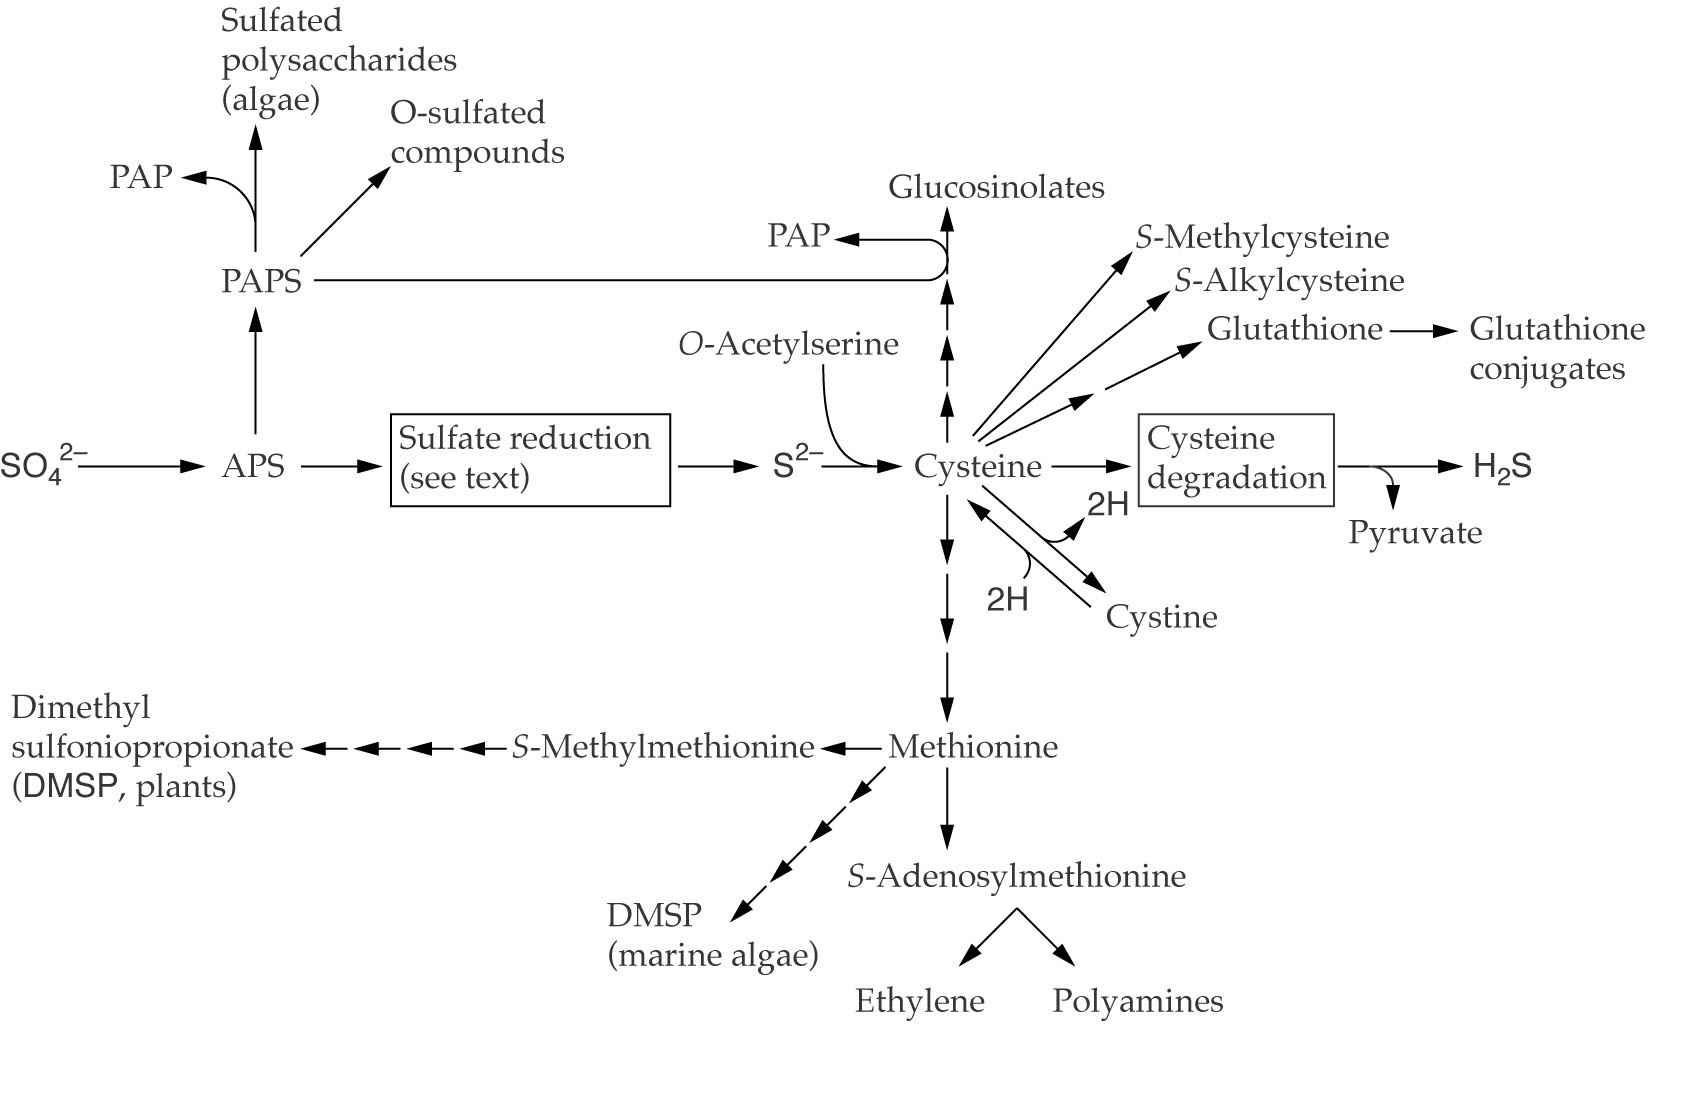 Sulfated
polysaccharides
(algae)
O-sulfated
compounds
PAP
Glucosinolates
PAP
S-Methylcysteine
PAPS
S-Alkylcysteine
O-Acetylserine
Glutathione
Glutathione
conjugates
SO₄²⁻
APS
Sulfate reduction
(see text)
S²⁻
Cysteine
Cysteine
degradation
H₂S
2H
Pyruvate
2H
Cystine
Dimethyl
sulfoniopropionate
(DMSP, plants)
S-Methylmethionine
Methionine
S-Adenosylmethionine
DMSP
(marine algae)
Ethylene
Polyamines